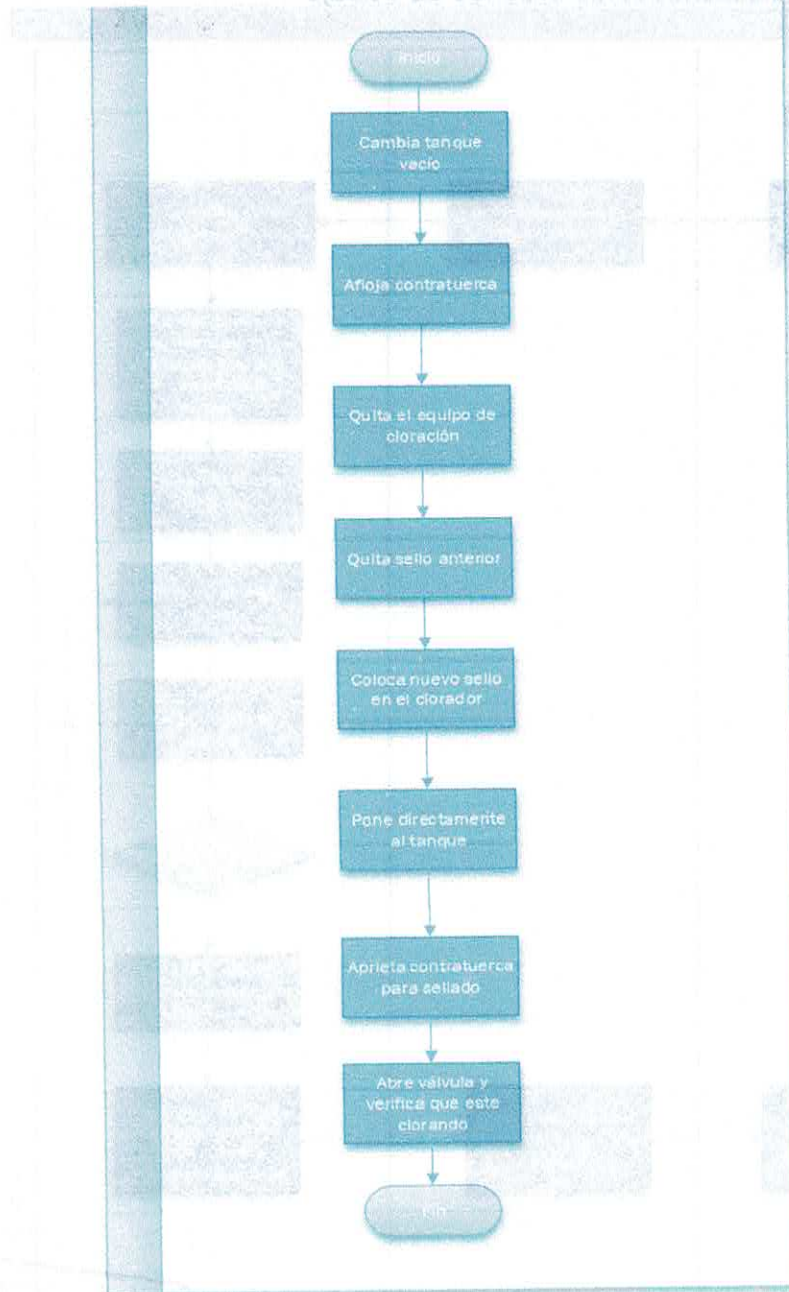 Inicio
Cambia tanque
vacío
Afloja contratuerca
Quita el equipo de
cloración
Quita sello anterior
Coloca nuevo sello
en el clorador
Pone directamente
al tanque
Aprieta contratuerca
para sellado
Abre válvula y
verifica que este
clorando
Fin